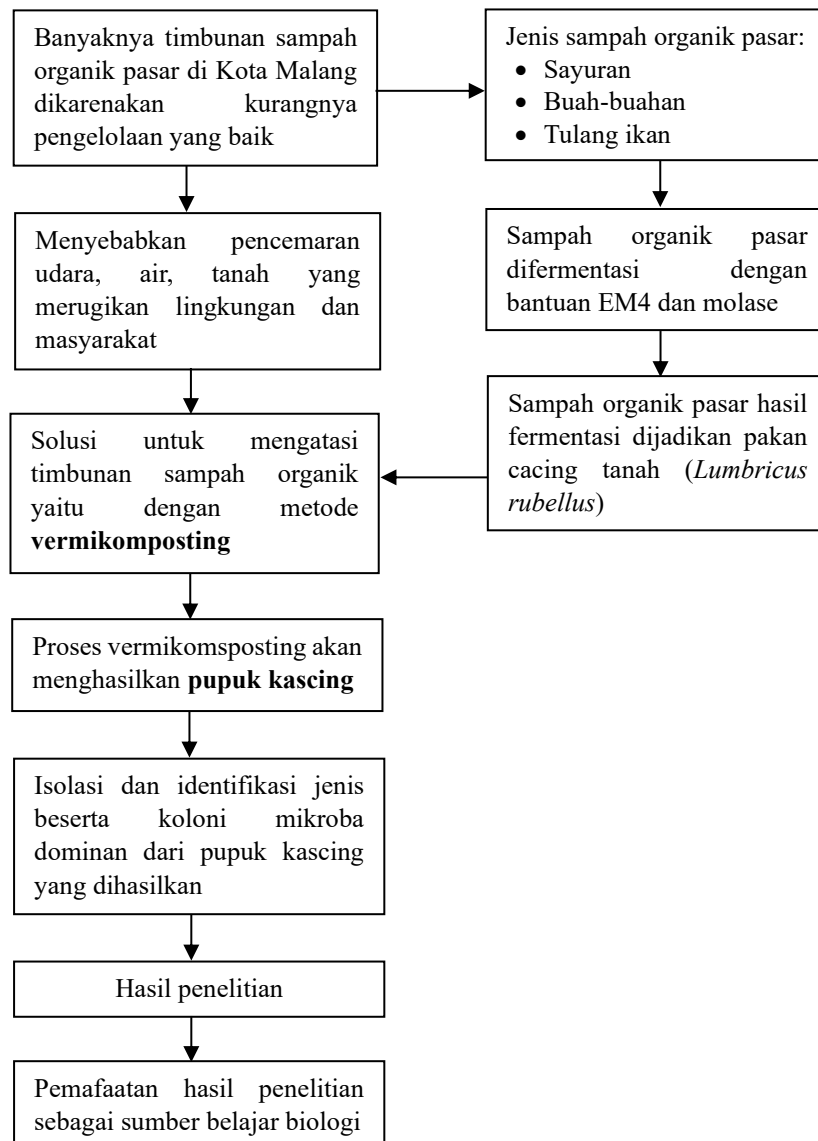 Banyaknya timbunan sampah
organik pasar di Kota Malang
dikarenakan kurangnya
pengelolaan yang baik
Jenis sampah organik pasar:
• Sayuran
• Buah-buahan
• Tulang ikan
Menyebabkan pencemaran
udara, air, tanah yang
merugikan lingkungan dan
masyarakat
Sampah organik pasar
difermentasi dengan
bantuan EM4 dan molase
Sampah organik pasar hasil
fermentasi dijadikan pakan
cacing tanah (Lumbricus
rubellus)
Solusi untuk mengatasi
timbunan sampah organik
yaitu dengan metode
vermikomposting
Proses vermikomsposting akan
menghasilkan pupuk kascing
Isolasi dan identifikasi jenis
beserta koloni mikroba
dominan dari pupuk kascing
yang dihasilkan
Hasil penelitian
Pemafaatan hasil penelitian
sebagai sumber belajar biologi